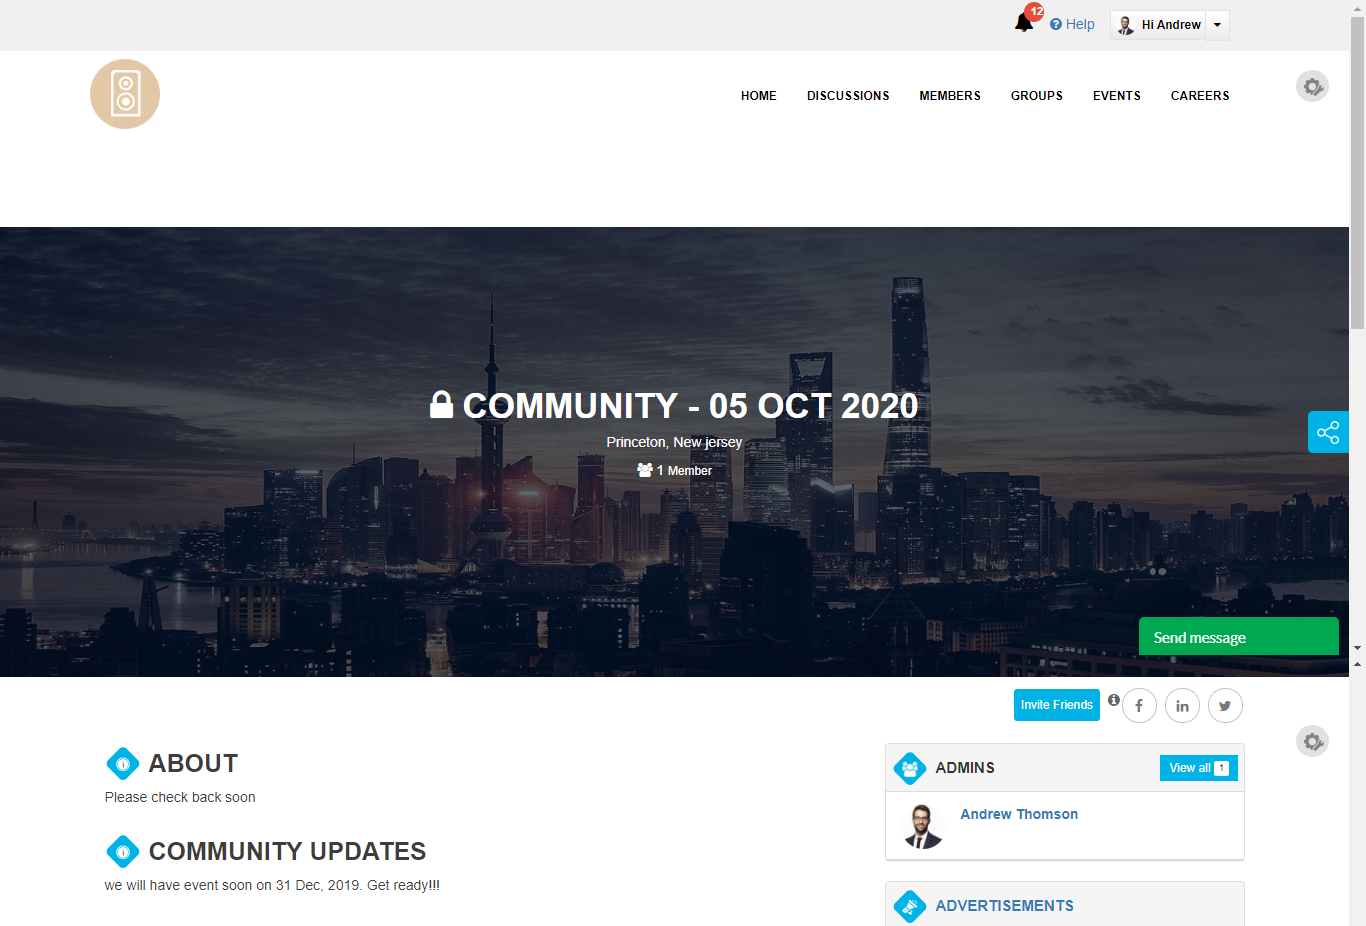 12
Help
Hi Andrew
HOME DISCUSSIONS MEMBERS GROUPS EVENTS CAREERS
COMMUNITY - 05 OCT 2020
Princeton, New jersey
1 Member
Send message
Invite Friends
ABOUT
Please check back soon
COMMUNITY UPDATES
we will have event soon on 31 Dec, 2019. Get ready!!!
ADMINS
View all 1
Andrew Thomson
ADVERTISEMENTS